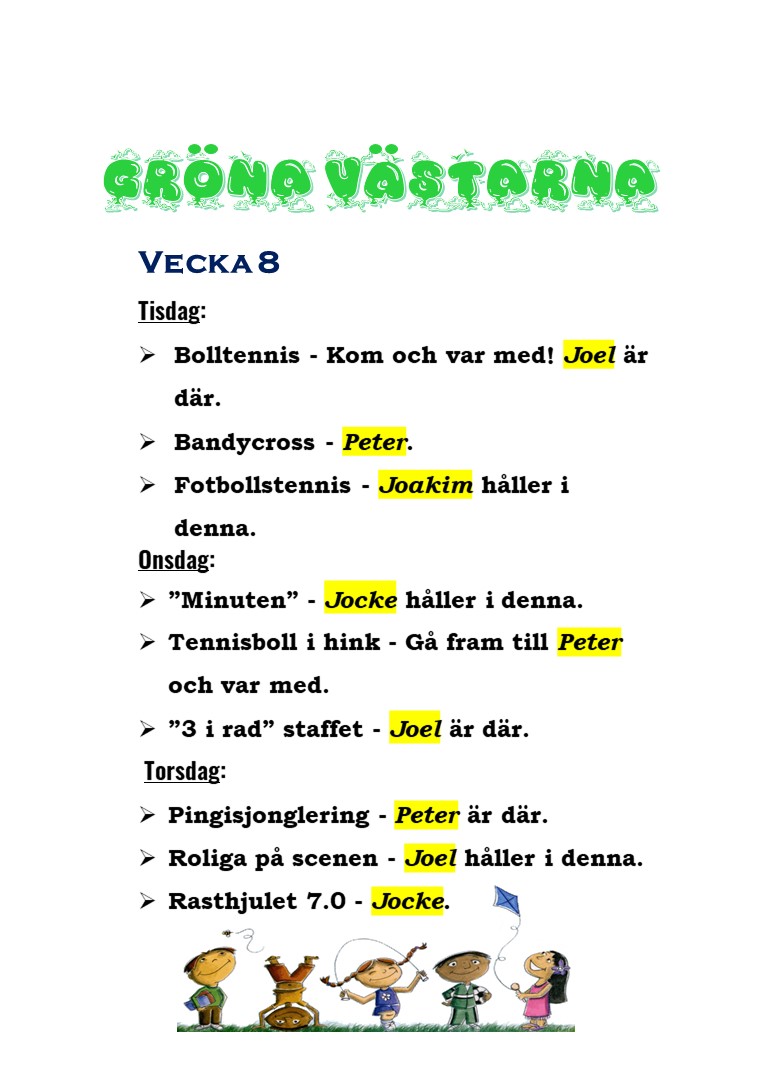 GRÖNA VÄSTARNA
VECKA 8
Tisdag:
➢ Bolltennis - Kom och var med! Joel är
där.
➢ Bandycross - Peter.
➢ Fotbollstennis - Joakim håller i
denna.
Onsdag:
➢ ”Minuten” - Jocke håller i denna.
➢ Tennisboll i hink - Gå fram till Peter
och var med.
➢ ”3 i rad” staffet - Joel är där.
Torsdag:
➢ Pingisjonglering - Peter är där.
➢ Roliga på scenen - Joel håller i denna.
➢ Rasthjulet 7.0 - Jocke.